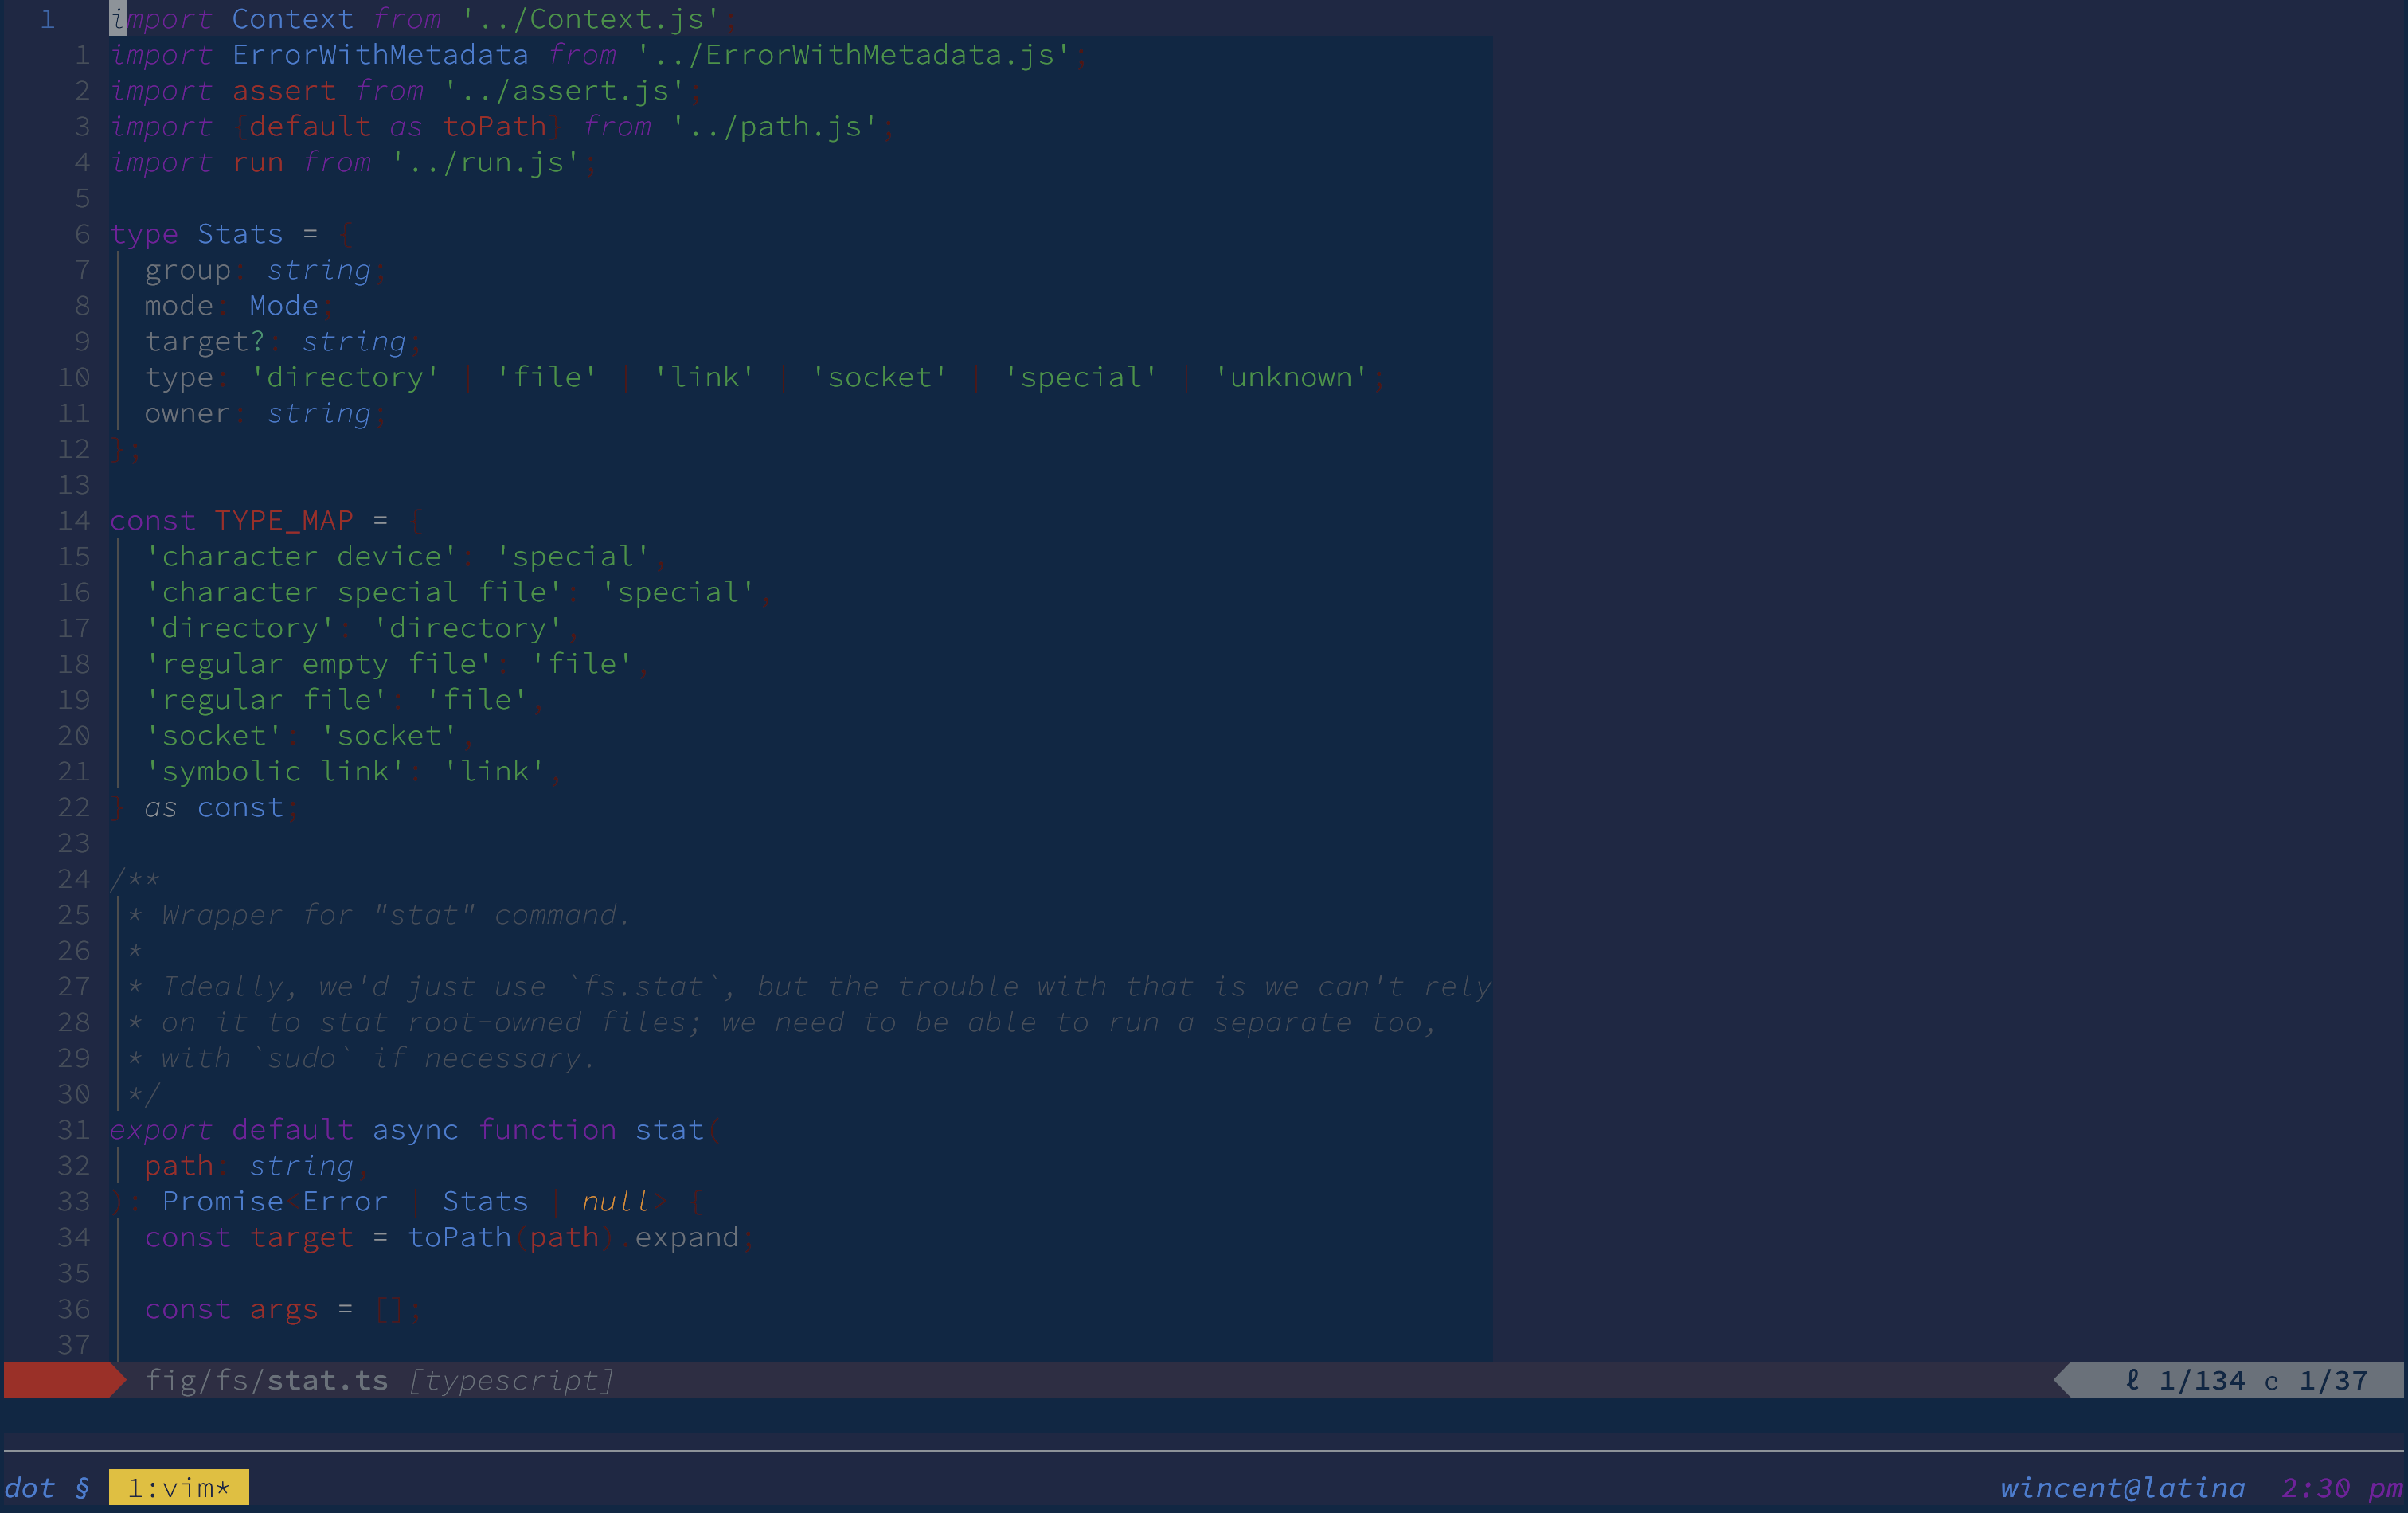 1 import Context from '../Context.js';
1 import ErrorWithMetadata from '../ErrorWithMetadata.js';
2 import assert from '../assert.js';
3 import {default as toPath} from '../path.js';
4 import run from '../run.js';
5
6 type Stats = {
7 group: string;
8 mode: Mode;
9 target?: string;
10 type: 'directory' | 'file' | 'link' | 'socket' | 'special' | 'unknown';
11 owner: string;
12 };
13
14 const TYPE_MAP = {
15 'character device': 'special',
16 'character special file': 'special',
17 'directory': 'directory',
18 'regular empty file': 'file',
19 'regular file': 'file',
20 'socket': 'socket',
21 'symbolic link': 'link',
22 } as const;
23
24 /**
25 * Wrapper for "stat" command.
26 *
27 * Ideally, we'd just use `fs.stat`, but the trouble with that is we can't rely
28 * on it to stat root-owned files; we need to be able to run a separate too,
29 * with `sudo` if necessary.
30 */
31 export default async function stat(
32 path: string,
33 ): Promise<Error | Stats | null> {
34 const target = toPath(path).expand;
35
36 const args = [];
37
fig/fs/stat.ts [typescript] ℓ 1/134 c 1/37
dot § 1:vim* wincent@latina 2:30 pm